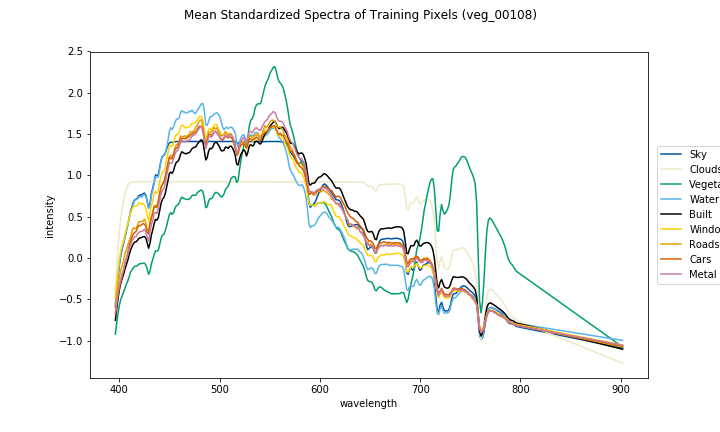 Mean Standardized Spectra of Training Pixels (veg_00108)
2.5
2.0
1.5
1.0
0.5
0.0
−0.5
−1.0
intensity
400
500
600
700
800
900
wavelength
Sky
Clouds
Vegeta
Water
Built
Windo
Roads
Cars
Metal